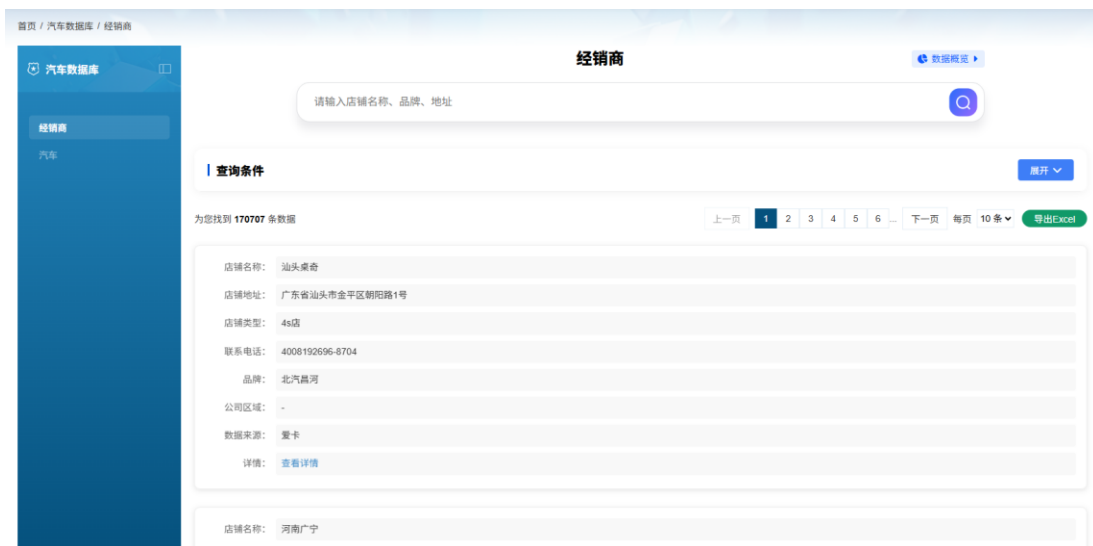 首页 / 汽车数据库 / 经销商
汽车数据库
经销商
汽车
经销商
数据概览
请输入店铺名称、品牌、地址
查询条件
展开
为您找到 170707 条数据
上一页 1 2 3 4 5 6 ... 下一页 每页 10 条 导出Excel
店铺名称： 汕头桌奇
店铺地址： 广东省汕头市金平区朝阳路1号
店铺类型： 4s店
联系电话： 4008192696-8704
品牌： 北汽昌河
公司区域： -
数据来源： 爱卡
详情： 查看详情
店铺名称： 河南广宁